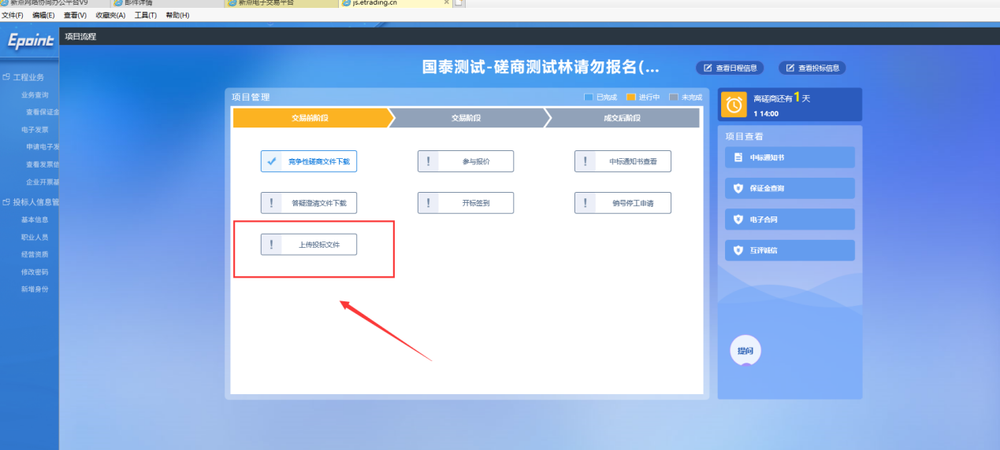 新点网络协同办公平台V9
邮件详情
新点电子交易平台
js.etrading.cn
文件(F) 编辑(E) 查看(V) 收藏夹(A) 工具(T) 帮助(H)
Epoint
项目流程
工程业务
业务查询
查看保证金
电子发票
申请电子发
查看发票信
企业开票基
投标人信息管
基本信息
职业人员
经营资质
修改密码
新增身份
国泰测试-磋商测试林请勿报名(...
查看日程信息
查看投标信息
项目管理
已完成 进行中 未完成
交易前阶段
交易阶段
成交后阶段
竞争性磋商文件下载
参与报价
中标通知书查看
答疑澄清文件下载
开标签到
销号停工申请
上传投标文件
离磋商还有1天
1 14:00
项目查看
中标通知书
保证金查询
电子合同
互评诚信
提问